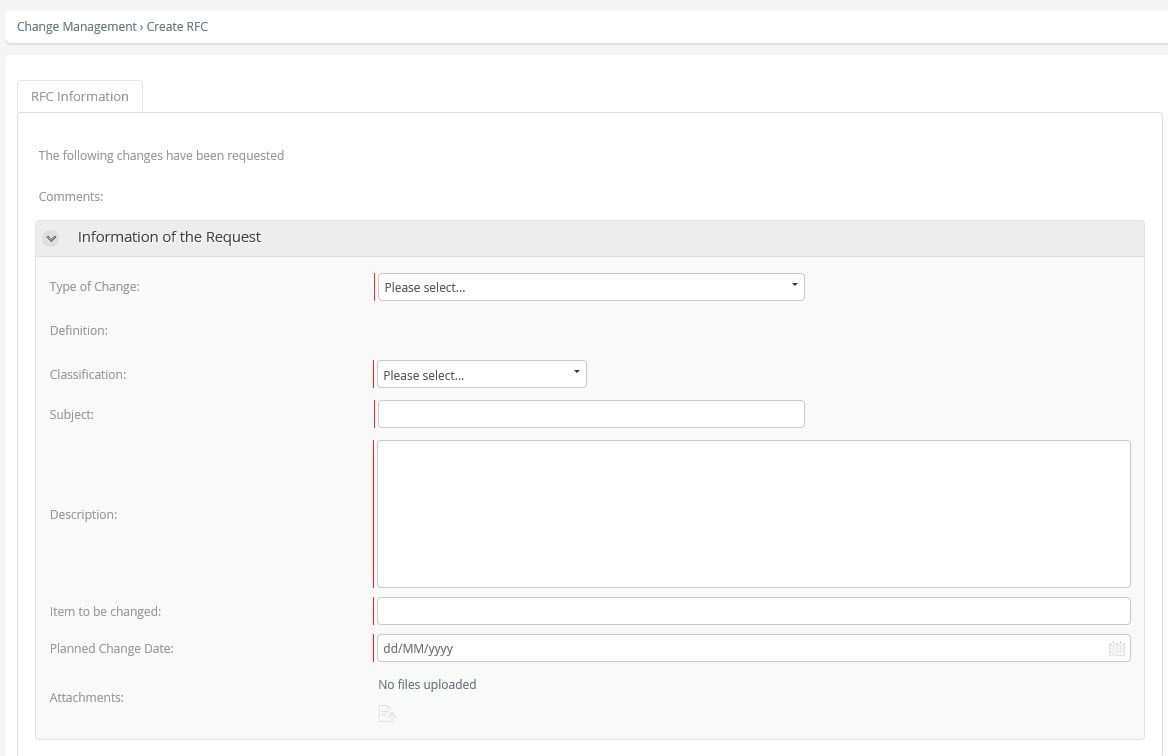 Change Management › Create RFC
RFC Information
The following changes have been requested
Comments:
Information of the Request
Type of Change:
Please select...
Definition:
Classification:
Please select...
Subject:
Description:
Item to be changed:
Planned Change Date:
dd/MM/yyyy
No files uploaded
Attachments: